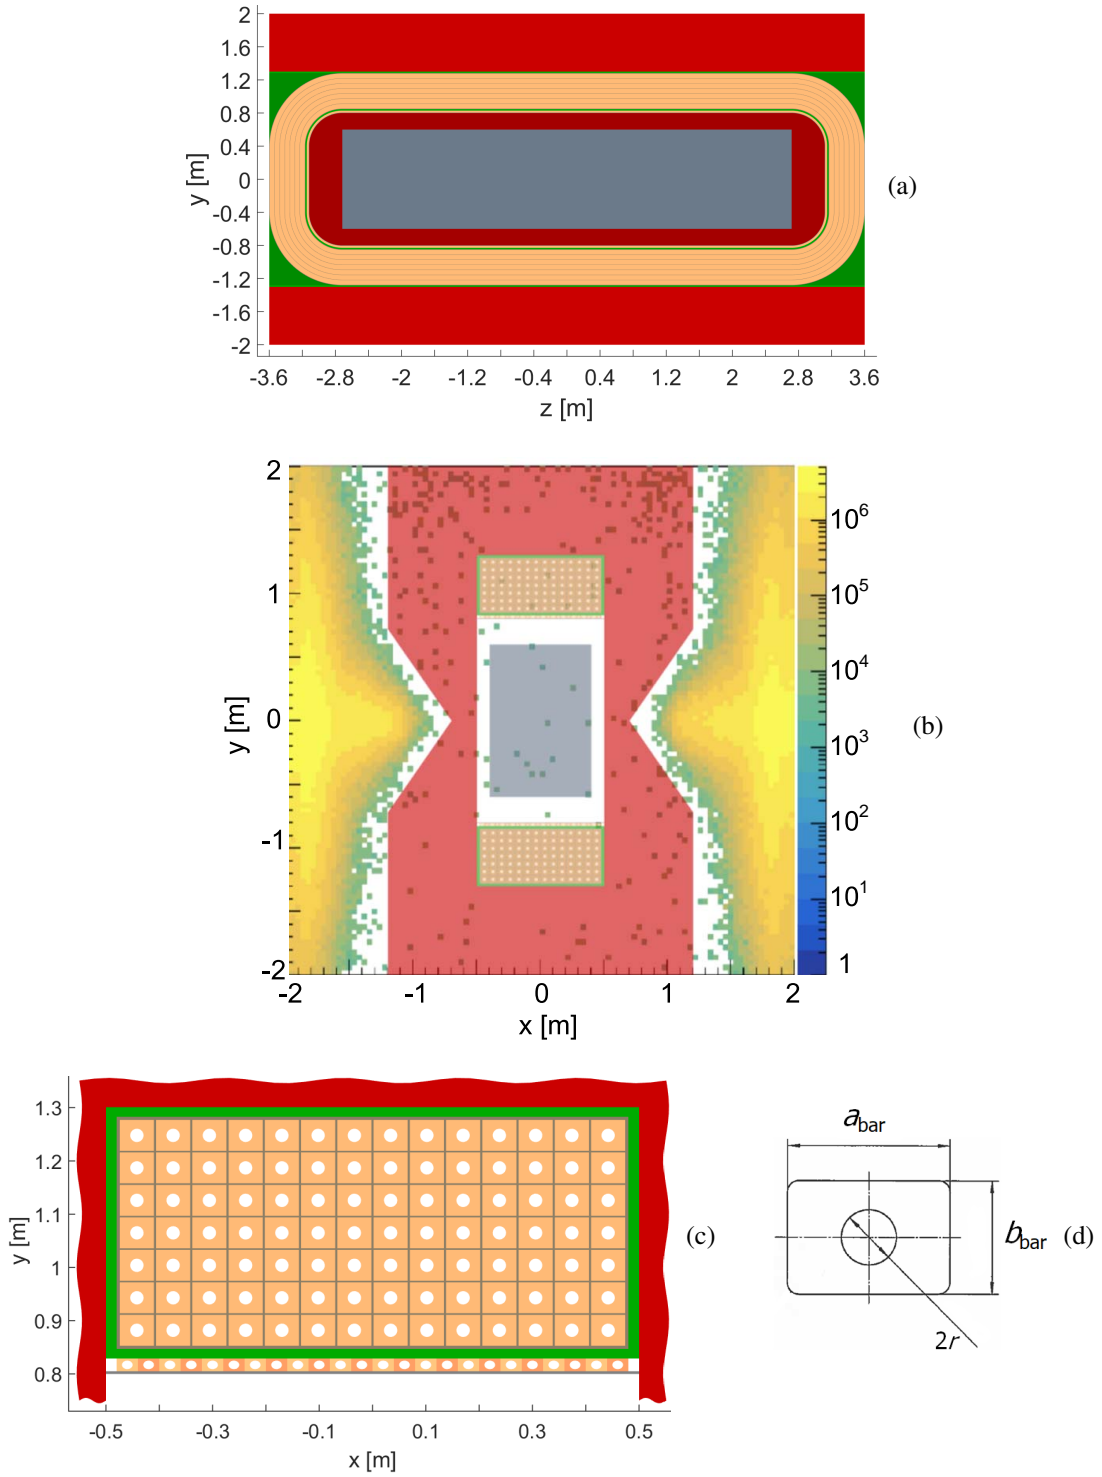 2
1.6
1.2
0.8
0.4
0
-0.4
-0.8
-1.2
-1.6
-2
y [m]
(a)
-3.6 -2.8 -2 -1.2 -0.4 0.4 1.2 2 2.8 3.6
z [m]
2
1
0
-1
-2
y [m]
10^6
10^5
10^4
10^3
10^2
10^1
1
(b)
-2 -1 0 1 2
x [m]
1.3
1.2
1.1
1
0.9
0.8
y [m]
(c)
-0.5 -0.3 -0.1 0.1 0.3 0.5
x [m]
a_bar
b_bar (d)
2r